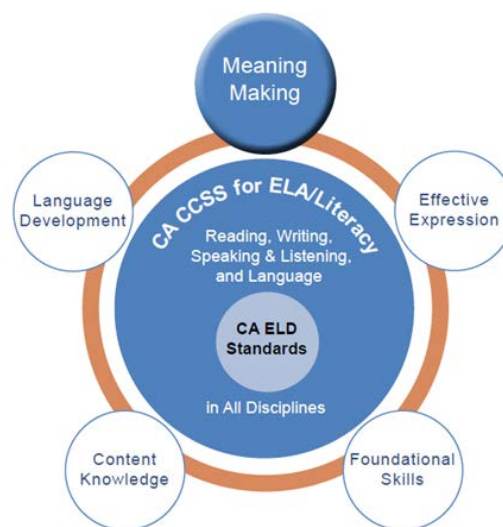 Meaning
Making
Language
Development
Effective
Expression
CA CCSS for ELA/Literacy
Reading, Writing,
Speaking & Listening,
and Language
CA ELD
Standards
in All Disciplines
Content
Knowledge
Foundational
Skills